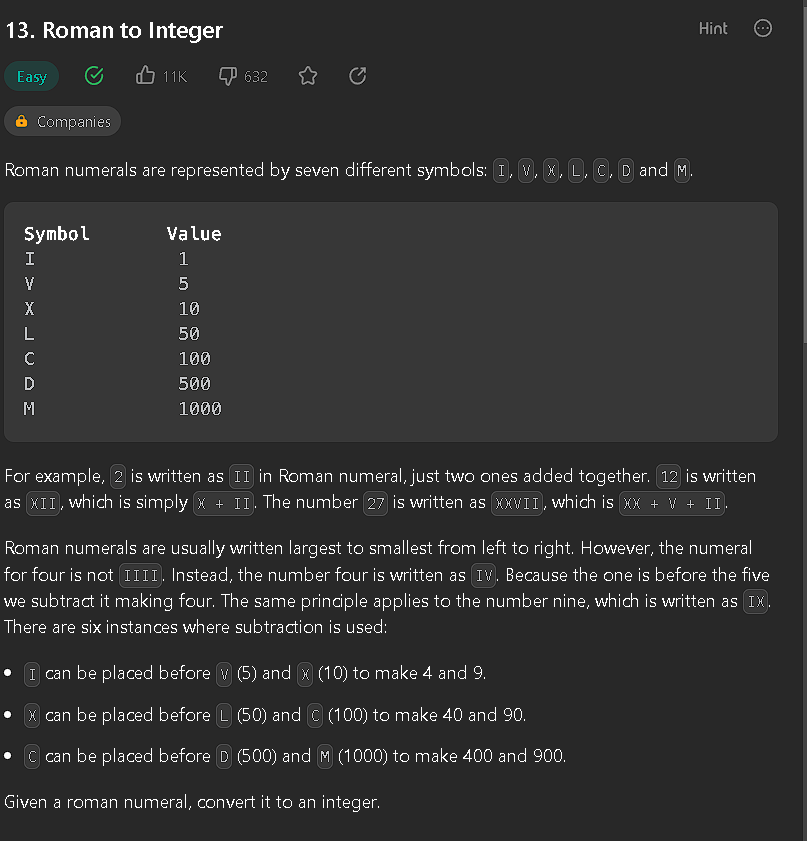 13. Roman to Integer
Hint
Easy 11K 632
Companies
Roman numerals are represented by seven different symbols: I, V, X, L, C, D and M.
Symbol Value
I 1
V 5
X 10
L 50
C 100
D 500
M 1000
For example, 2 is written as II in Roman numeral, just two ones added together. 12 is written
as XII, which is simply X + II. The number 27 is written as XXVII, which is XX + V + II.
Roman numerals are usually written largest to smallest from left to right. However, the numeral
for four is not IIII. Instead, the number four is written as IV. Because the one is before the five
we subtract it making four. The same principle applies to the number nine, which is written as IX.
There are six instances where subtraction is used:
• I can be placed before V (5) and X (10) to make 4 and 9.
• X can be placed before L (50) and C (100) to make 40 and 90.
• C can be placed before D (500) and M (1000) to make 400 and 900.
Given a roman numeral, convert it to an integer.